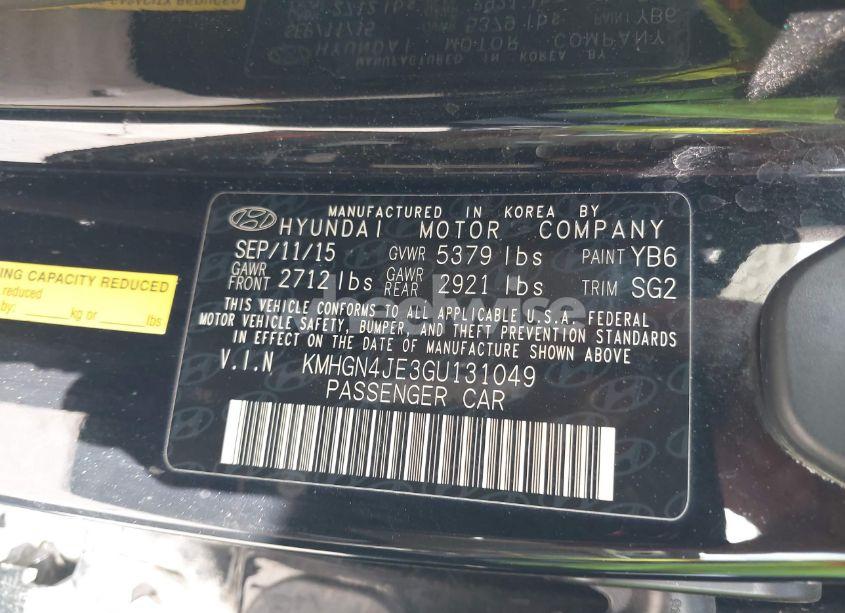 MANUFACTURED IN KOREA BY
HYUNDAI MOTOR COMPANY
SEP/11/15 GVWR 5379 lbs PAINT YB6
GAWR FRONT 2712 lbs GAWR REAR 2921 lbs TRIM SG2
THIS VEHICLE CONFORMS TO ALL APPLICABLE U.S.A. FEDERAL
MOTOR VEHICLE SAFETY, BUMPER, AND THEFT PREVENTION STANDARDS
IN EFFECT ON THE DATE OF MANUFACTURE SHOWN ABOVE
V.I.N KMHGN4JE3GU131049
PASSENGER CAR
ING CAPACITY REDUCED
reduced
by: kg or lbs